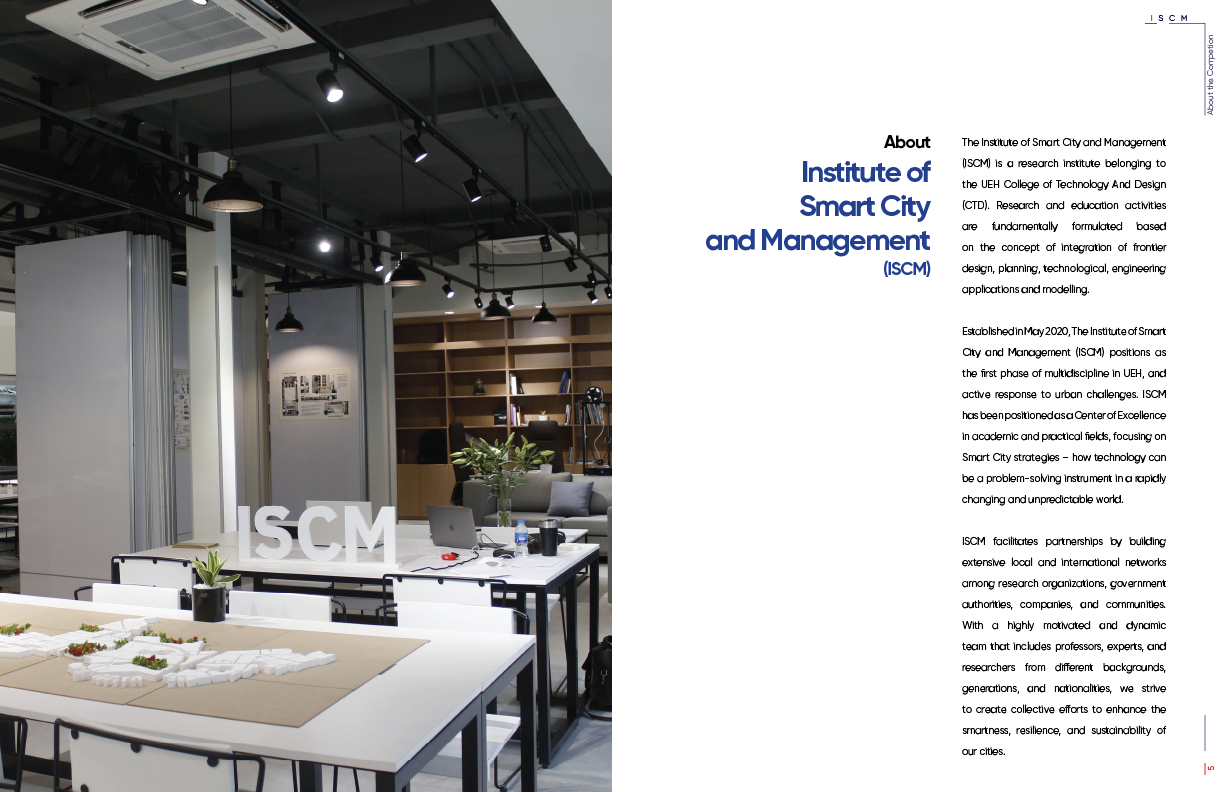 ISCM
I S C M
About the Competion
About
Institute of
Smart City
and Management
(ISCM)
The Institute of Smart City and Management
(ISCM) is a research institute belonging to
the UEH College of Technology And Design
(CTD). Research and education activities
are fundamentally formulated based
on the concept of integration of frontier
design, planning, technological, engineering
applications and modelling.
Established in May 2020, The Institute of Smart
City and Management (ISCM) positions as
the first phase of multidiscipline in UEH, and
active response to urban challenges. ISCM
has been positioned as a Center of Excellence
in academic and practical fields, focusing on
Smart City strategies – how technology can
be a problem-solving instrument in a rapidly
changing and unpredictable world.
ISCM facilitates partnerships by building
extensive local and international networks
among research organizations, government
authorities, companies, and communities.
With a highly motivated and dynamic
team that includes professors, experts, and
researchers from different backgrounds,
generations, and nationalities, we strive
to create collective efforts to enhance the
smartness, resilience, and sustainability of
our cities.
5